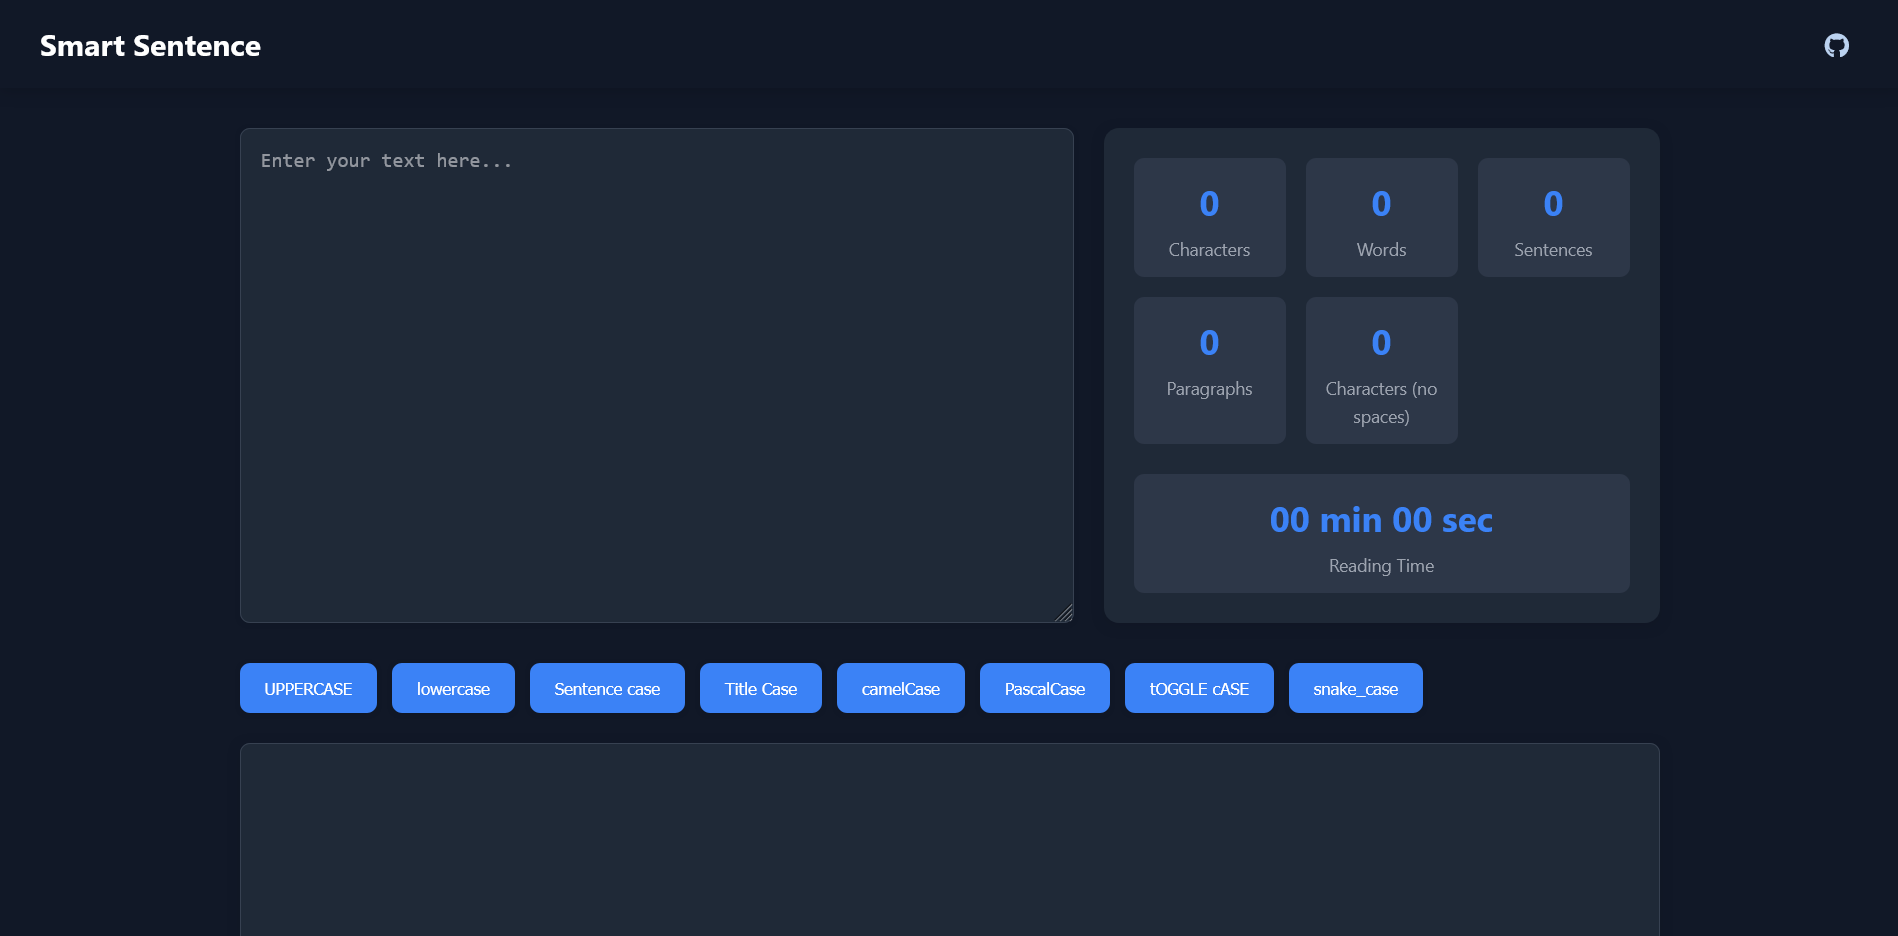 Smart Sentence
Enter your text here...
0
Characters
0
Words
0
Sentences
0
Paragraphs
0
Characters (no
spaces)
00 min 00 sec
Reading Time
UPPERCASE
lowercase
Sentence case
Title Case
camelCase
PascalCase
tOGGLE cASE
snake_case